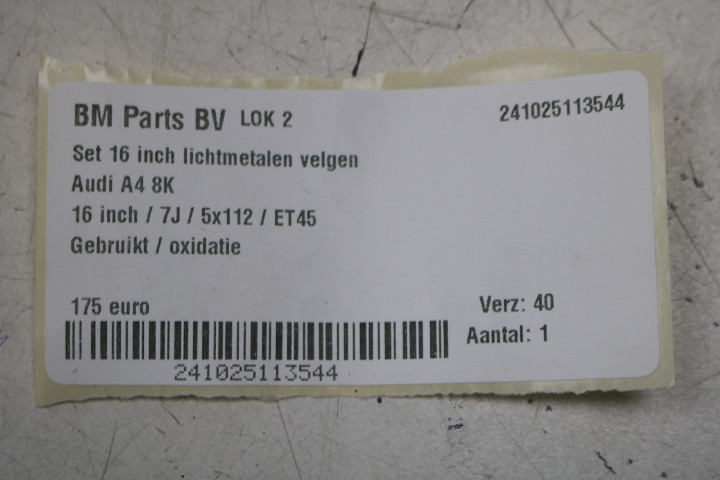 BM Parts BV LOK 2 241025113544
Set 16 inch lichtmetalen velgen
Audi A4 8K
16 inch / 7J / 5x112 / ET45
Gebruikt / oxidatie
175 euro Verz: 40
Aantal: 1
241025113544